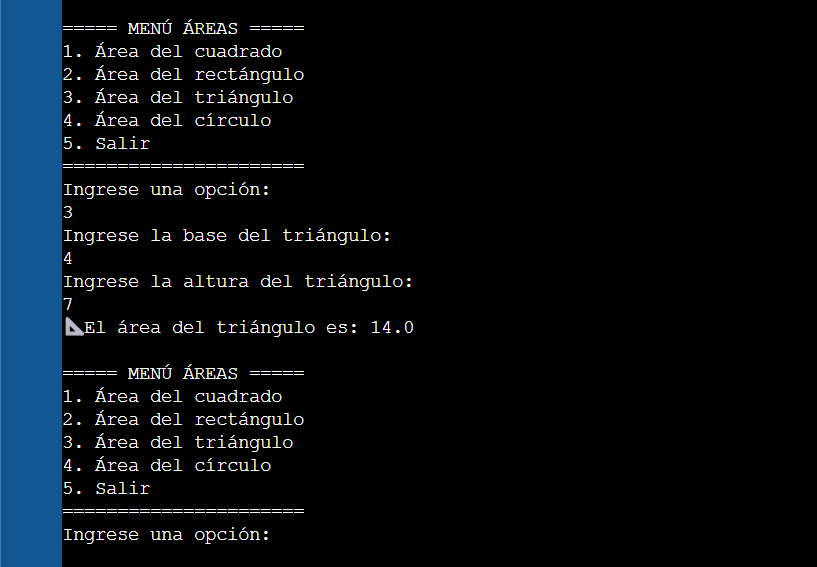 ===== MENÚ ÁREAS =====
1. Área del cuadrado
2. Área del rectángulo
3. Área del triángulo
4. Área del círculo
5. Salir
======================
Ingrese una opción:
3
Ingrese la base del triángulo:
4
Ingrese la altura del triángulo:
7
📐El área del triángulo es: 14.0

===== MENÚ ÁREAS =====
1. Área del cuadrado
2. Área del rectángulo
3. Área del triángulo
4. Área del círculo
5. Salir
======================
Ingrese una opción: